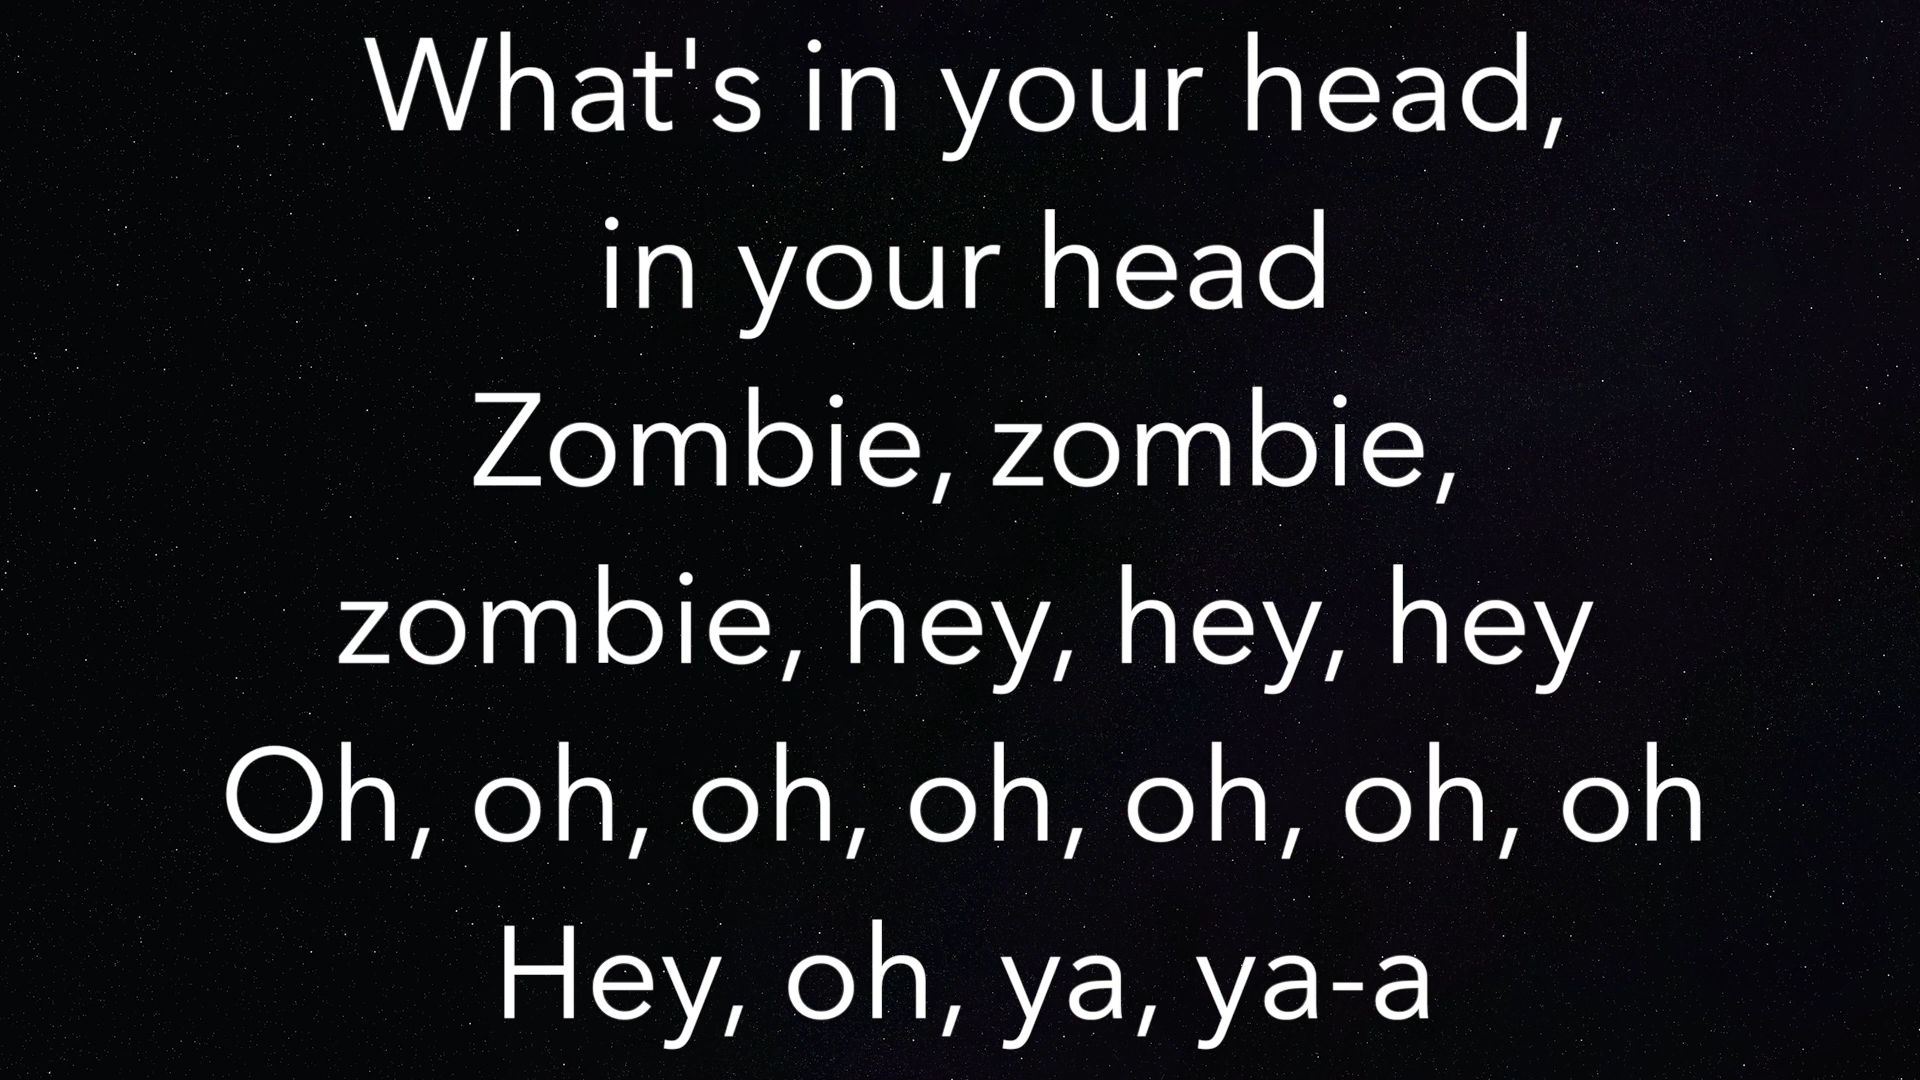 What's in your head,
in your head
Zombie, zombie,
zombie, hey, hey, hey
Oh, oh, oh, oh, oh, oh, oh
Hey, oh, ya, ya-a